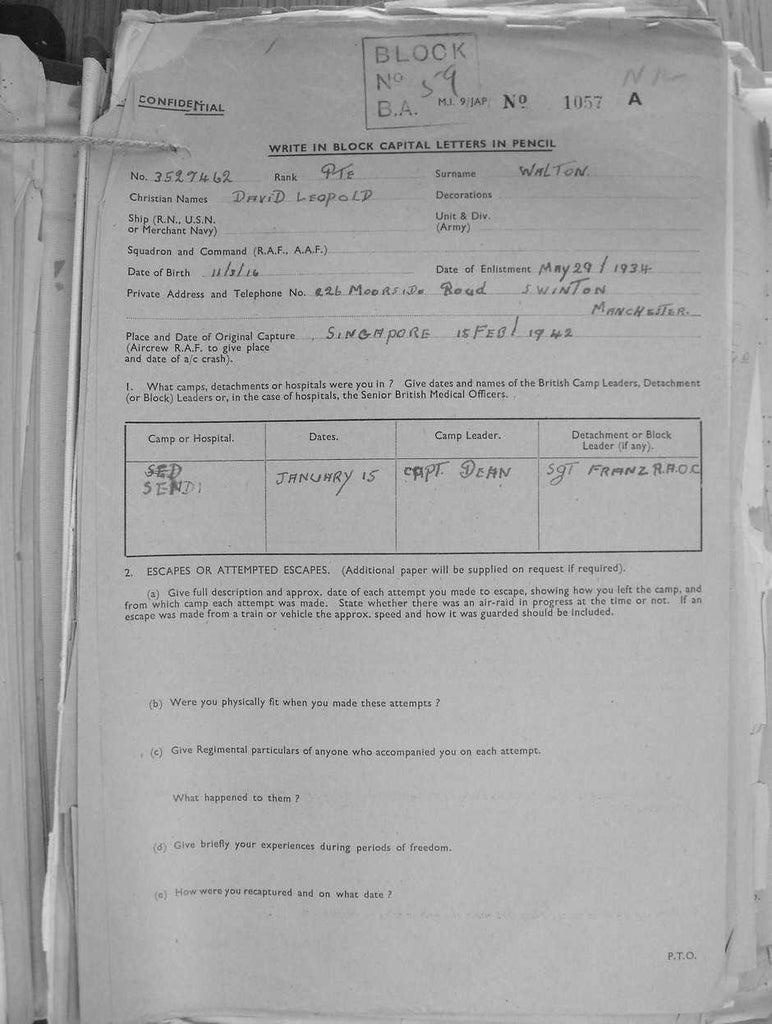 BLOCK
No 59
B.A.
CONFIDENTIAL
M.I. 9/JAP/ No 1057 A
WRITE IN BLOCK CAPITAL LETTERS IN PENCIL
No. 3527462 Rank PTE Surname WALTON.
Christian Names DAVID LEOPOLD Decorations
Ship (R.N., U.S.N. or Merchant Navy) Unit & Div. (Army)
Squadron and Command (R.A.F., A.A.F.)
Date of Birth 11/3/16 Date of Enlistment MAY 29/1934
Private Address and Telephone No. 226 MOORSIDE Road SWINTON
MANCHESTER.
Place and Date of Original Capture SINGAPORE 15 FEB/1942
(Aircrew R.A.F. to give place
and date of a/c crash).
1. What camps, detachments or hospitals were you in ? Give dates and names of the British Camp Leaders, Detachment
(or Block) Leaders or, in the case of hospitals, the Senior British Medical Officers.
Camp or Hospital. Dates. Camp Leader. Detachment or Block Leader (if any).
SED
SENDI JANUARY 15 CAPT. DEAN SGT FRANZ R.A.O.C
2. ESCAPES OR ATTEMPTED ESCAPES. (Additional paper will be supplied on request if required).
(a) Give full description and approx. date of each attempt you made to escape, showing how you left the camp, and
from which camp each attempt was made. State whether there was an air-raid in progress at the time or not. If an
escape was made from a train or vehicle the approx. speed and how it was guarded should be included.
(b) Were you physically fit when you made these attempts ?
(c) Give Regimental particulars of anyone who accompanied you on each attempt.
What happened to them ?
(d) Give briefly your experiences during periods of freedom.
(e) How were you recaptured and on what date ?
P.T.O.